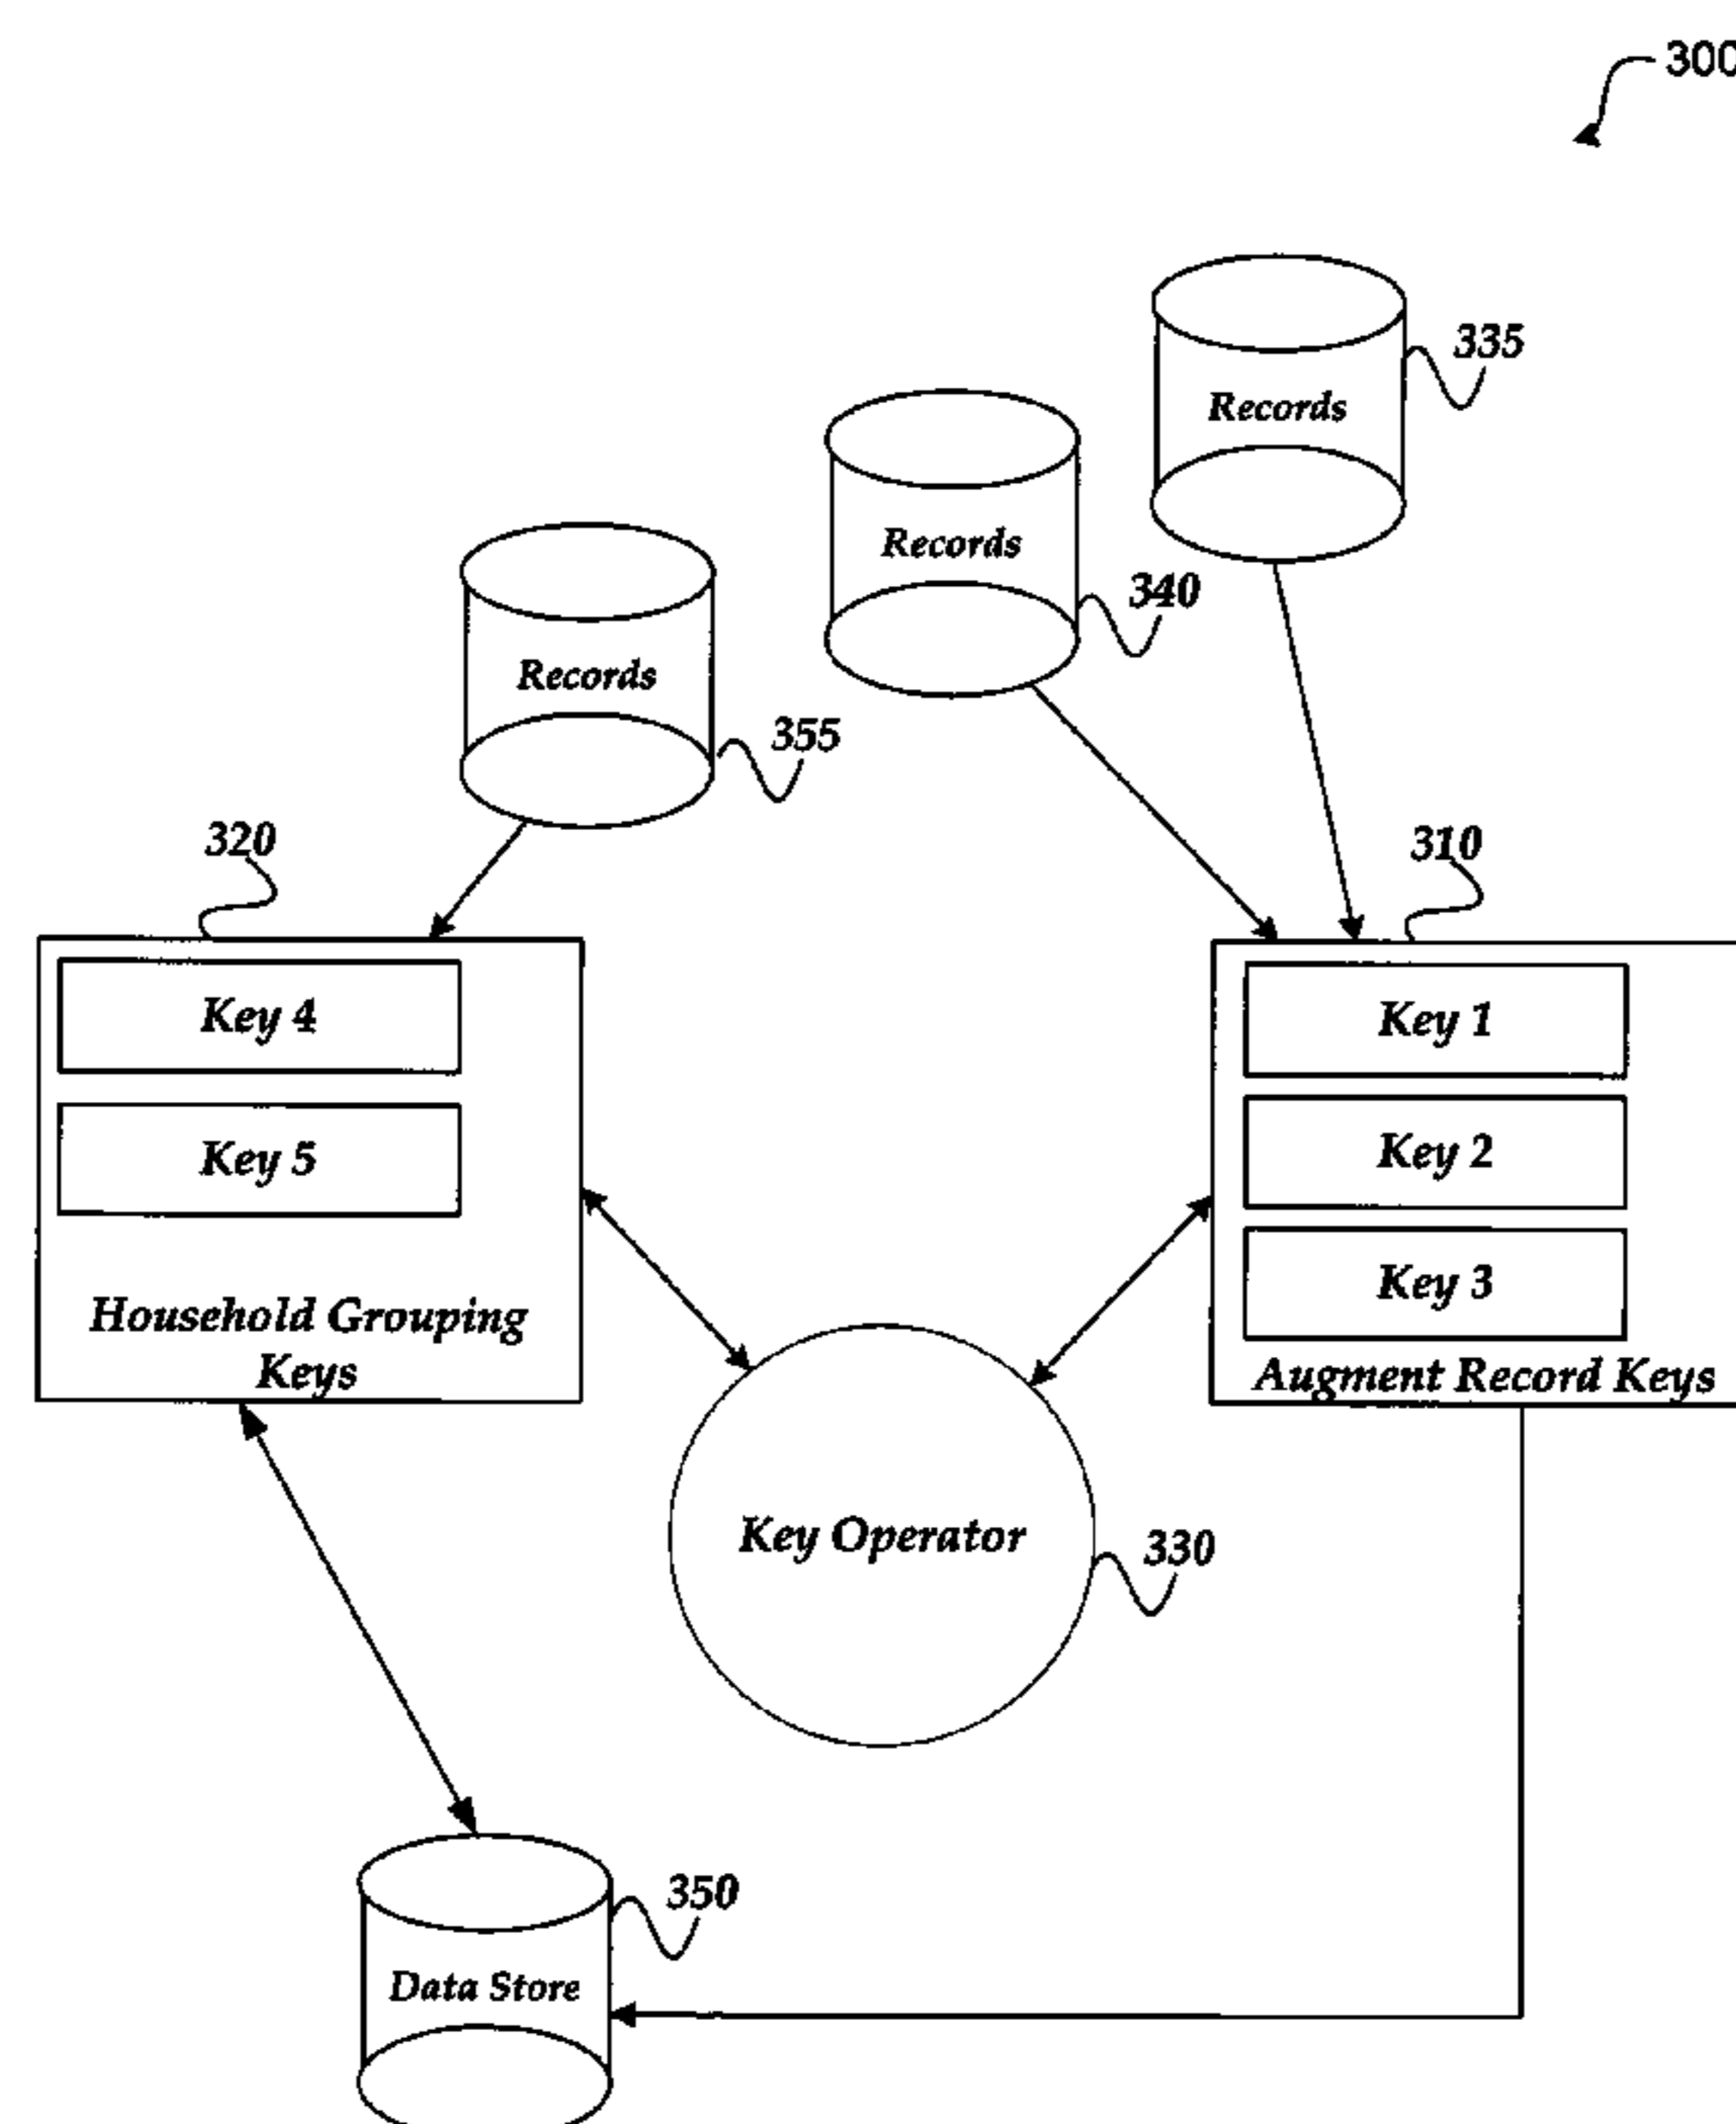 300
335
Records
Records
340
Records
355
320
310
Key 4
Key 1
Key 5
Key 2
Key 3
Household Grouping
Keys
Augment Record Keys
Key Operator
330
350
Data Store